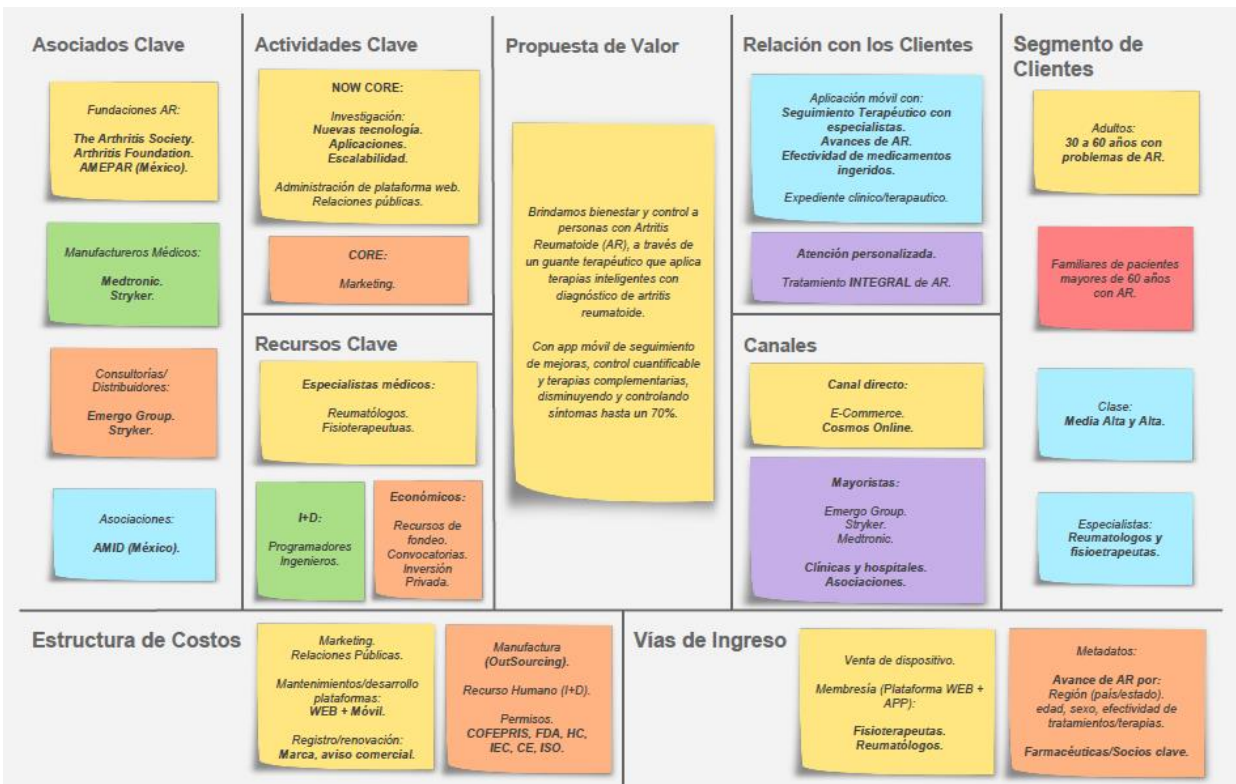 Asociados Clave
Fundaciones AR:
The Arthritis Society.
Arthritis Foundation.
AMEPAR (México).
Manufactureros Médicos:
Medtronic.
Stryker.
Consultorías/
Distribuidores:
Emergo Group.
Stryker.
Asociaciones:
AMID (México).
Actividades Clave
NOW CORE:
Investigación:
Nuevas tecnología.
Aplicaciones.
Escalabilidad.
Administración de plataforma web.
Relaciones públicas.
CORE:
Marketing.
Recursos Clave
Especialistas médicos:
Reumatólogos.
Fisioterapeutuas.
I+D:
Programadores
Ingenieros.
Económicos:
Recursos de
fondeo.
Convocatorias.
Inversión
Privada.
Propuesta de Valor
Brindamos bienestar y control a
personas con Artritis
Reumatoide (AR), a través de
un guante terapéutico que aplica
terapias inteligentes con
diagnóstico de artritis
reumatoide.
Con app móvil de seguimiento
de mejoras, control cuantificable
y terapias complementarias,
disminuyendo y controlando
síntomas hasta un 70%.
Relación con los Clientes
Aplicación móvil con:
Seguimiento Terapéutico con
especialistas.
Avances de AR.
Efectividad de medicamentos
ingeridos.
Expediente clinico/terapautico.
Atención personalizada.
Tratamiento INTEGRAL de AR.
Canales
Canal directo:
E-Commerce.
Cosmos Online.
Mayoristas:
Emergo Group.
Stryker.
Medtronic.
Clínicas y hospitales.
Asociaciones.
Segmento de
Clientes
Adultos:
30 a 60 años con
problemas de AR.
Familiares de pacientes
mayores de 60 años
con AR.
Clase:
Media Alta y Alta.
Especialistas:
Reumatologos y
fisioetrapeutas.
Estructura de Costos
Marketing.
Relaciones Públicas.
Mantenimientos/desarrollo
plataformas:
WEB + Móvil.
Registro/renovación:
Marca, aviso comercial.
Manufactura
(OutSourcing).
Recurso Humano (I+D).
Permisos.
COFEPRIS, FDA, HC,
IEC, CE, ISO.
Vías de Ingreso
Venta de dispositivo.
Membresía (Plataforma WEB +
APP):
Fisioterapeutas.
Reumatólogos.
Metadatos:
Avance de AR por:
Región (país/estado).
edad, sexo, efectividad de
tratamientos/terapias.
Farmacéuticas/Socios clave.